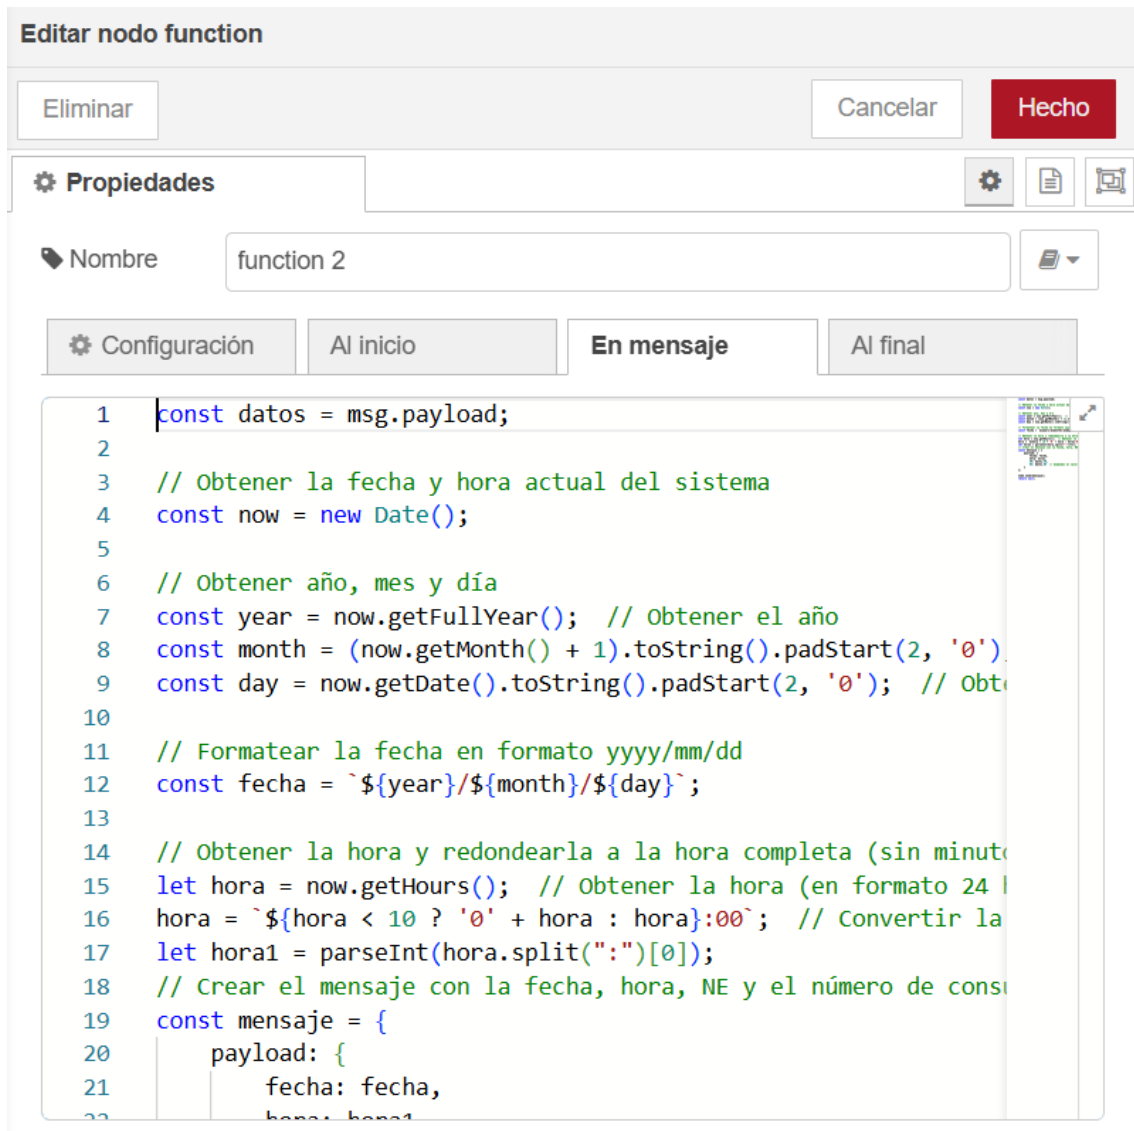 Editar nodo function
Eliminar
Cancelar
Hecho
Propiedades
Nombre
function 2
Configuración
Al inicio
En mensaje
Al final
1 const datos = msg.payload;
2
3 // Obtener la fecha y hora actual del sistema
4 const now = new Date();
5
6 // Obtener año, mes y día
7 const year = now.getFullYear();  // Obtener el año
8 const month = (now.getMonth() + 1).toString().padStart(2, '0')
9 const day = now.getDate().toString().padStart(2, '0');  // Obt
10
11 // Formatear la fecha en formato yyyy/mm/dd
12 const fecha = `${year}/${month}/${day}`;
13
14 // Obtener la hora y redondearla a la hora completa (sin minut
15 let hora = now.getHours();  // Obtener la hora (en formato 24
16 hora = `${hora < 10 ? '0' + hora : hora}:00`;  // Convertir la
17 let hora1 = parseInt(hora.split(":")[0]);
18 // Crear el mensaje con la fecha, hora, NE y el número de cons
19 const mensaje = {
20     payload: {
21         fecha: fecha,
22         hora: hora1